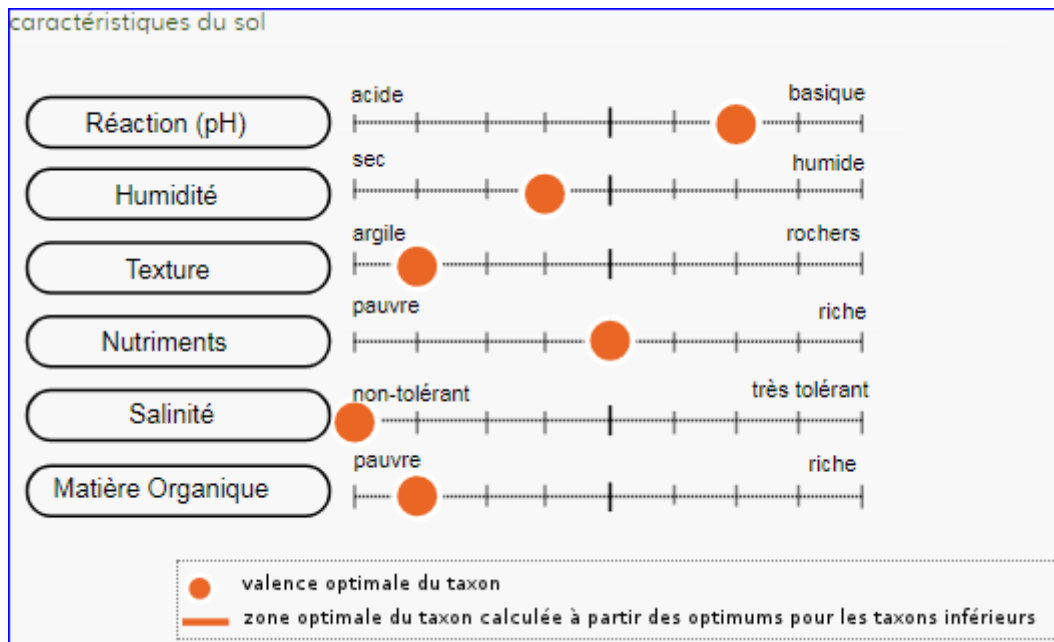 caractéristiques du sol
acide basique
Réaction (pH)
sec humide
Humidité
argile rochers
Texture
pauvre riche
Nutriments
non-tolérant très tolérant
Salinité
pauvre riche
Matière Organique
valence optimale du taxon
zone optimale du taxon calculée à partir des optimums pour les taxons inférieurs